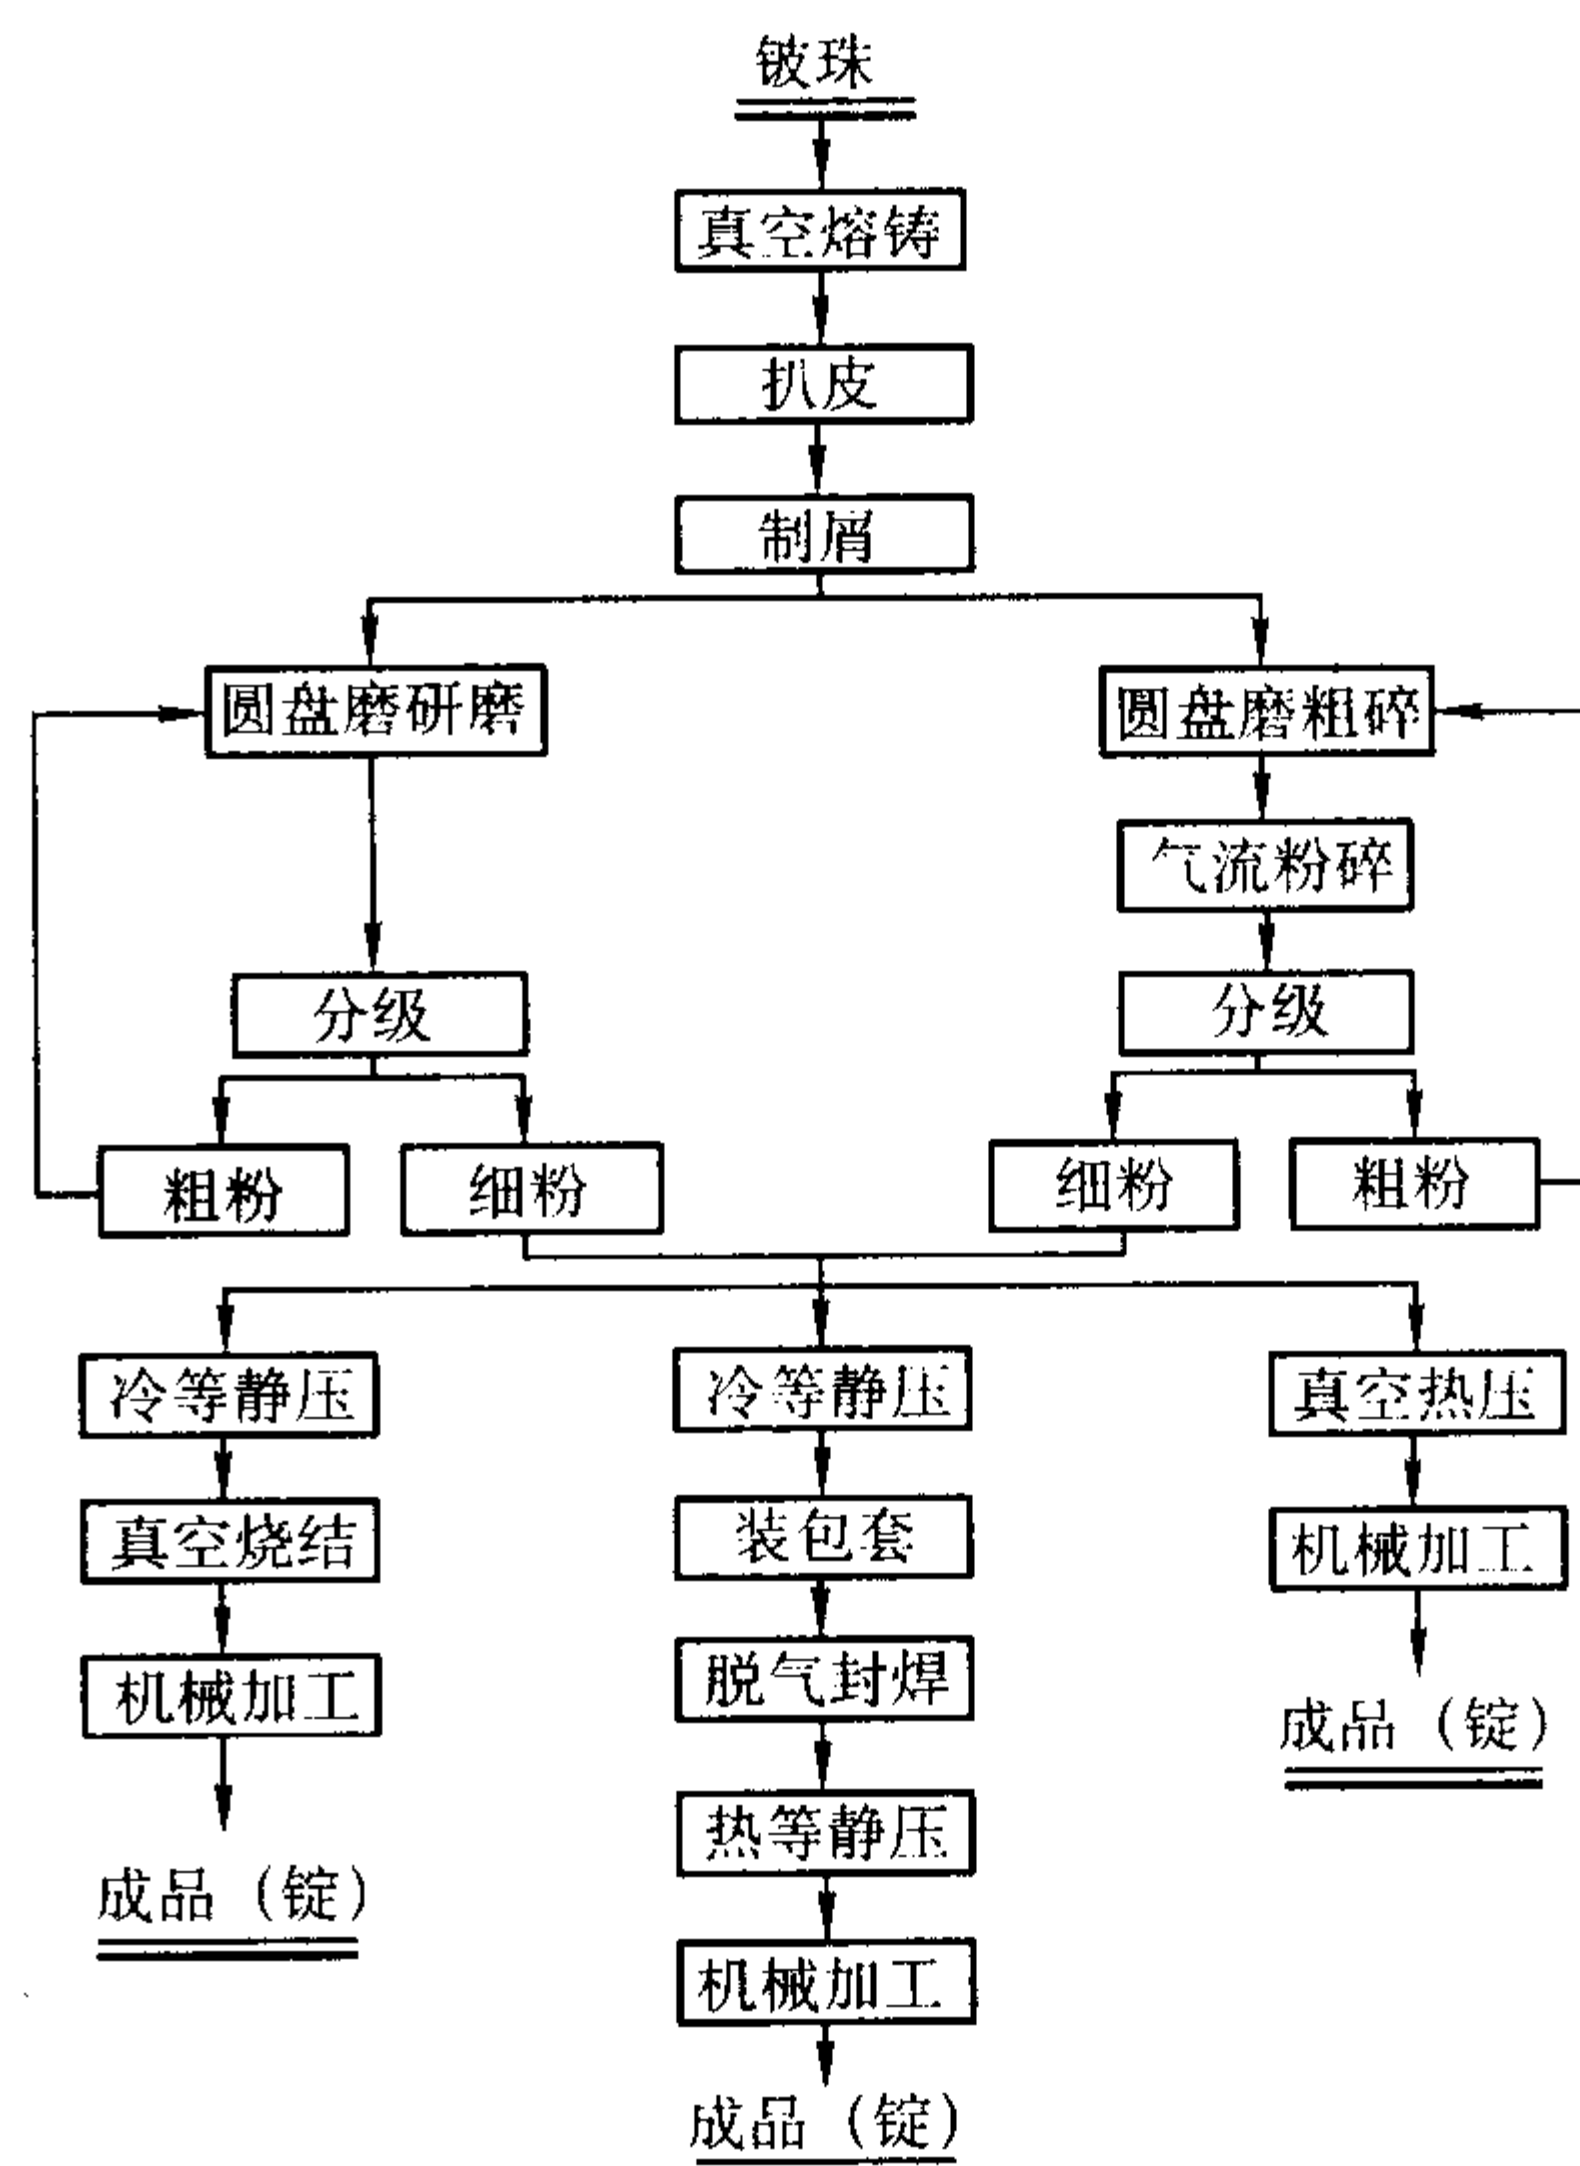 铍珠
真空熔铸
扒皮
制屑
圆盘磨研磨
圆盘磨粗碎
气流粉碎
分级
分级
粗粉
细粉
细粉
粗粉
冷等静压
冷等静压
真空热压
真空烧结
装包套
机械加工
机械加工
脱气封焊
成品（锭）
热等静压
成品（锭）
机械加工
成品（锭）